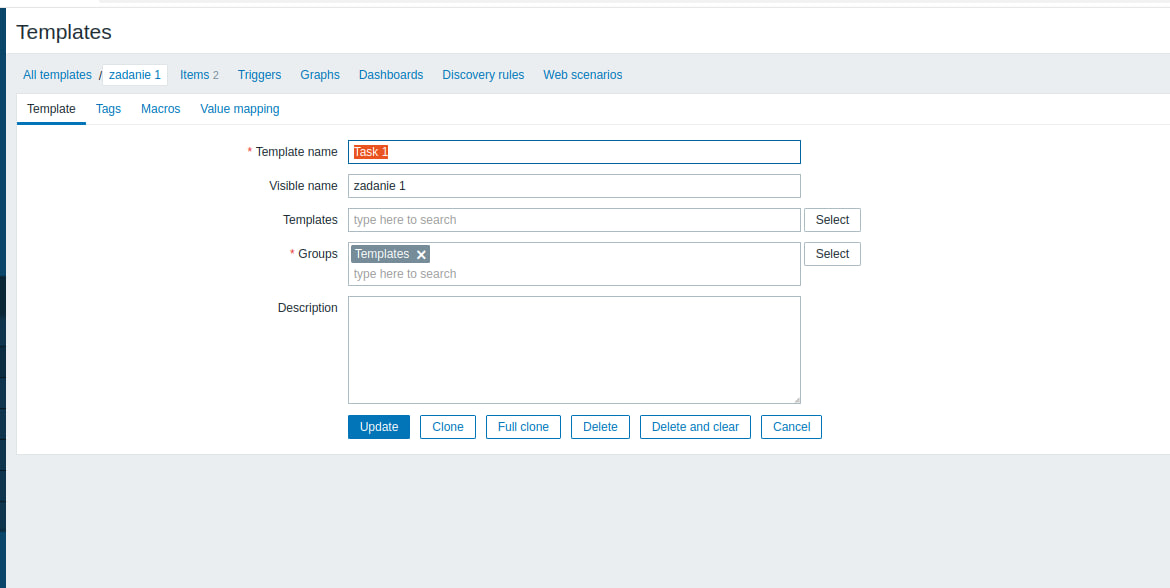 Templates
All templates / zadanie 1 Items 2 Triggers Graphs Dashboards Discovery rules Web scenarios
Template Tags Macros Value mapping
* Template name Task 1
Visible name zadanie 1
Templates type here to search Select
* Groups Templates Select
type here to search
Description
Update Clone Full clone Delete Delete and clear Cancel